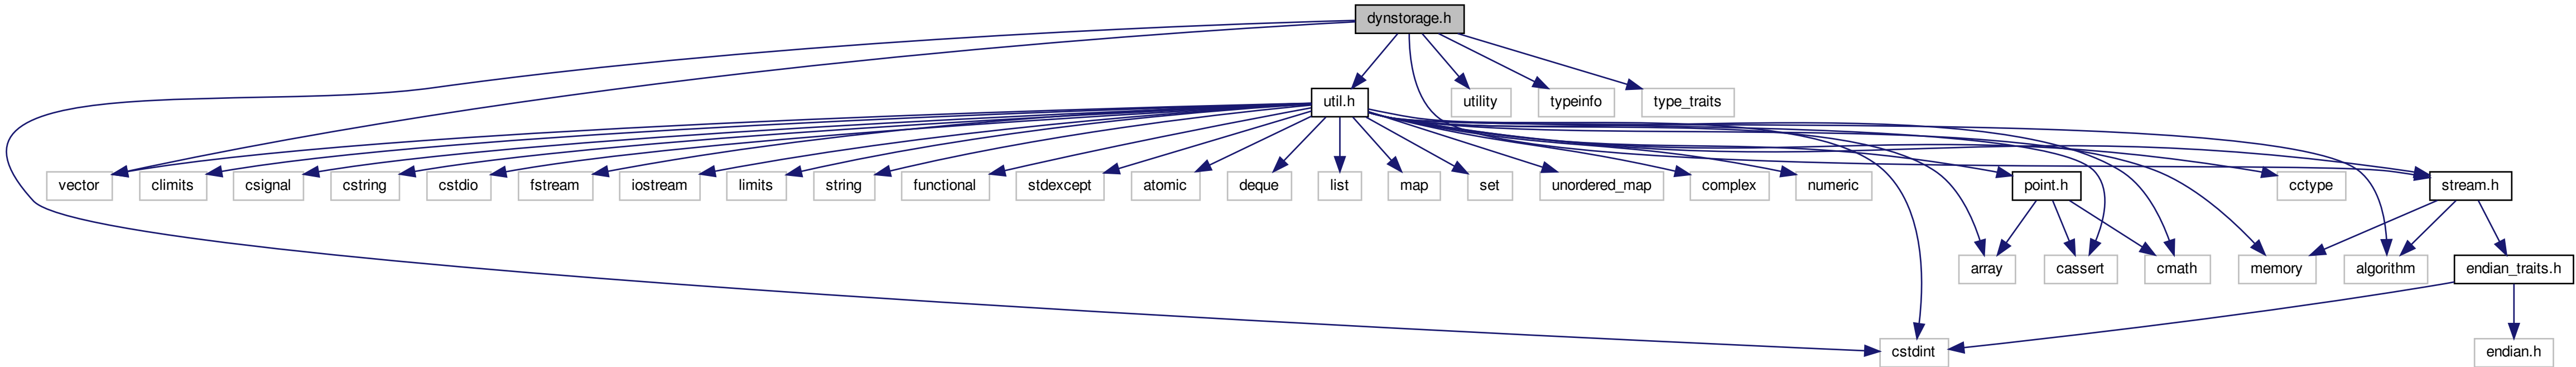 dynstorage.h
util.h
utility
typeinfo
type_traits
vector
climits
csignal
cstring
cstdio
fstream
iostream
limits
string
functional
stdexcept
atomic
deque
list
map
set
unordered_map
complex
numeric
point.h
cctype
stream.h
array
cassert
cmath
memory
algorithm
endian_traits.h
cstdint
endian.h